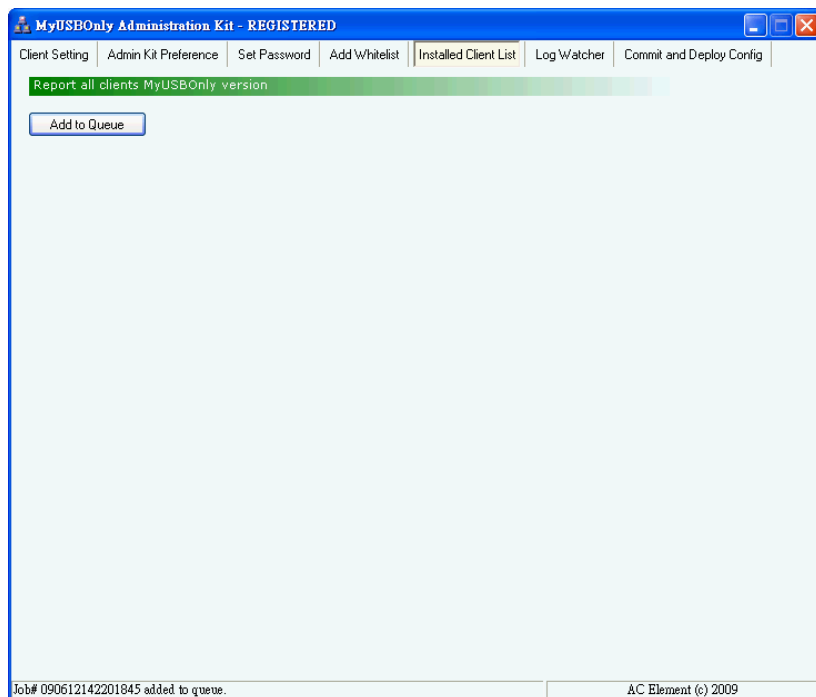 MyUSBOnly Administration Kit - REGISTERED
Client Setting Admin Kit Preference Set Password Add Whitelist Installed Client List Log Watcher Commit and Deploy Config
Report all clients MyUSBOnly version
Add to Queue
Job# 090612142201845 added to queue. AC Element (c) 2009